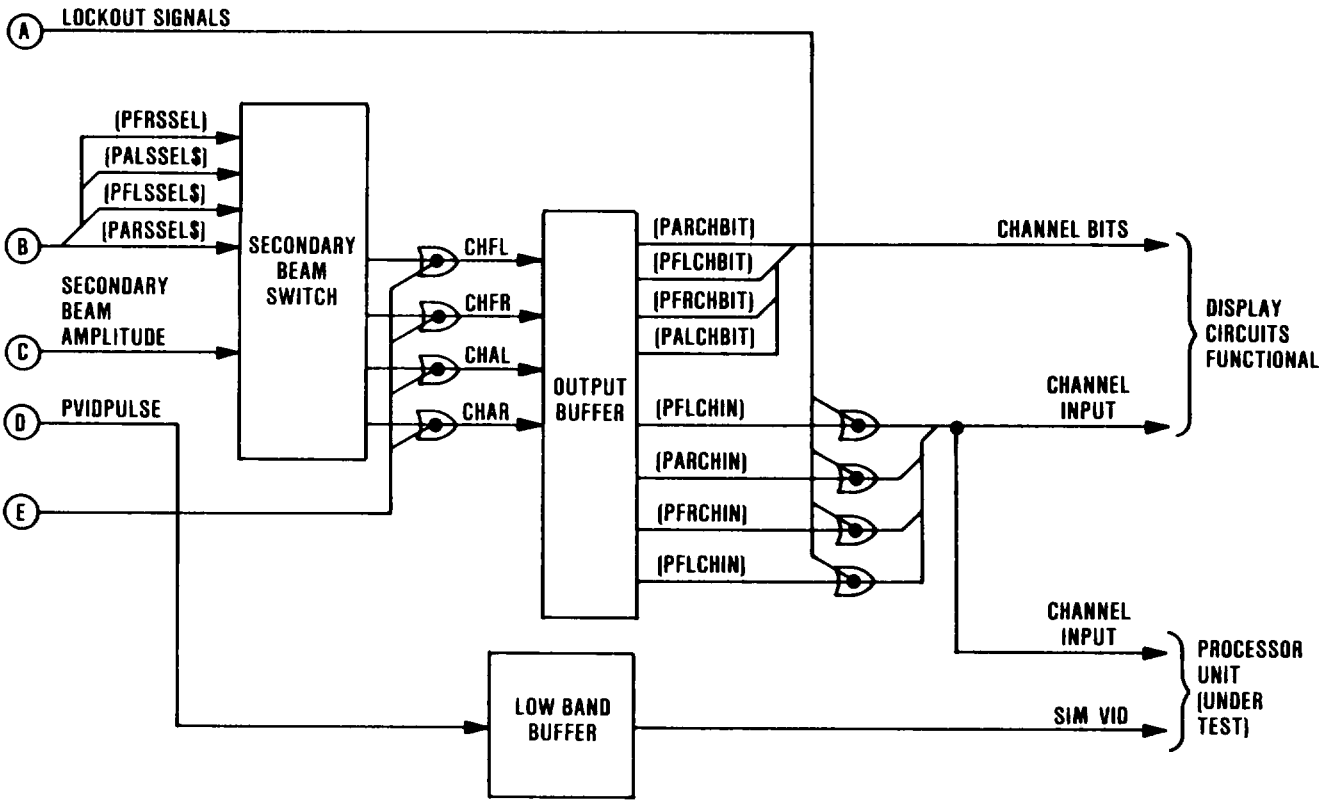 A
LOCKOUT SIGNALS
(PFRSSEL)
(PALSSEL$)
(PFLSSEL$)
(PARSSEL$)
B
SECONDARY
BEAM
AMPLITUDE
C
D
PVIDPULSE
E
SECONDARY
BEAM
SWITCH
CHFL
CHFR
CHAL
CHAR
OUTPUT
BUFFER
(PARCHBIT)
(PFLCHBIT)
(PFRCHBIT)
(PALCHBIT)
(PFLCHIN)
(PARCHIN)
(PFRCHIN)
(PFLCHIN)
CHANNEL BITS
CHANNEL
INPUT
DISPLAY
CIRCUITS
FUNCTIONAL
CHANNEL
INPUT
SIM VID
PROCESSOR
UNIT
(UNDER
TEST)
LOW BAND
BUFFER